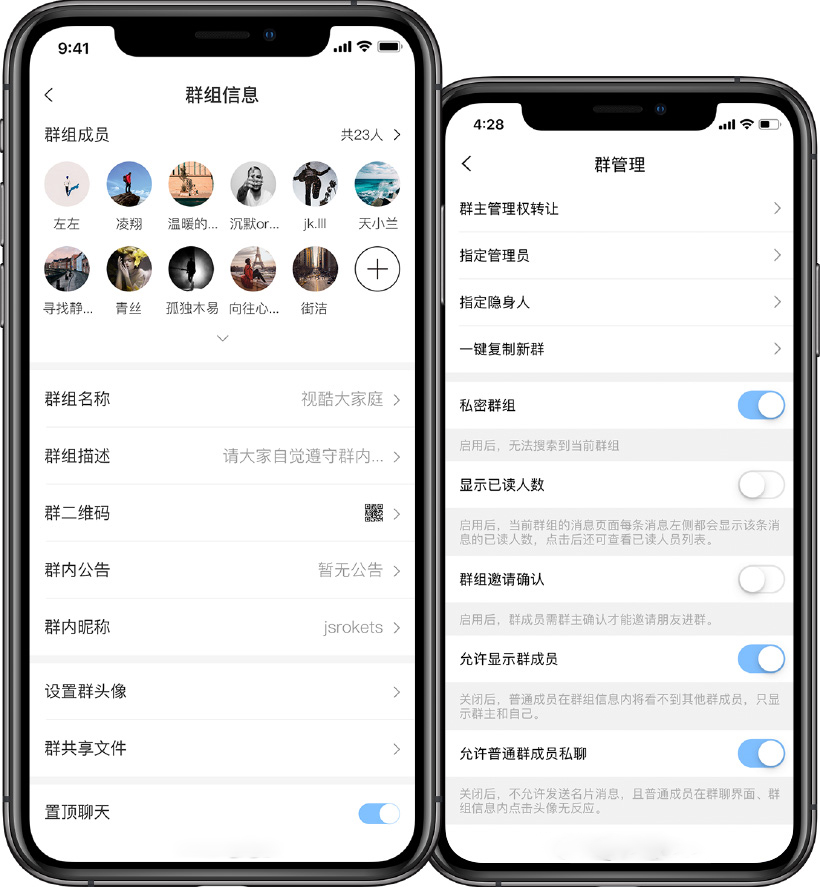 9:41
群组信息
群组成员
共23人
左左
凌翔
温暖的...
沉默or...
jk.lll
天小兰
寻找静...
青丝
孤独木易
向往心...
街洁
群组名称
视酷大家庭
群组描述
请大家自觉遵守群内...
群二维码
群内公告
暂无公告
群内昵称
jsrokets
设置群头像
群共享文件
置顶聊天
4:28
群管理
群主管理权转让
指定管理员
指定隐身人
一键复制新群
私密群组
启用后，无法搜索到当前群组
显示已读人数
启用后，当前群组的消息页面每条消息左侧都会显示该条消
息的已读人数，点击后还可查看已读人员列表。
群组邀请确认
启用后，群成员需群主确认才能邀请朋友进群。
允许显示群成员
关闭后，普通成员在群组信息内将看不到其他群成员，只显
示群主和自己。
允许普通群成员私聊
关闭后，不允许发送名片消息，且普通成员在群聊界面、群
组信息内点击头像无反应。